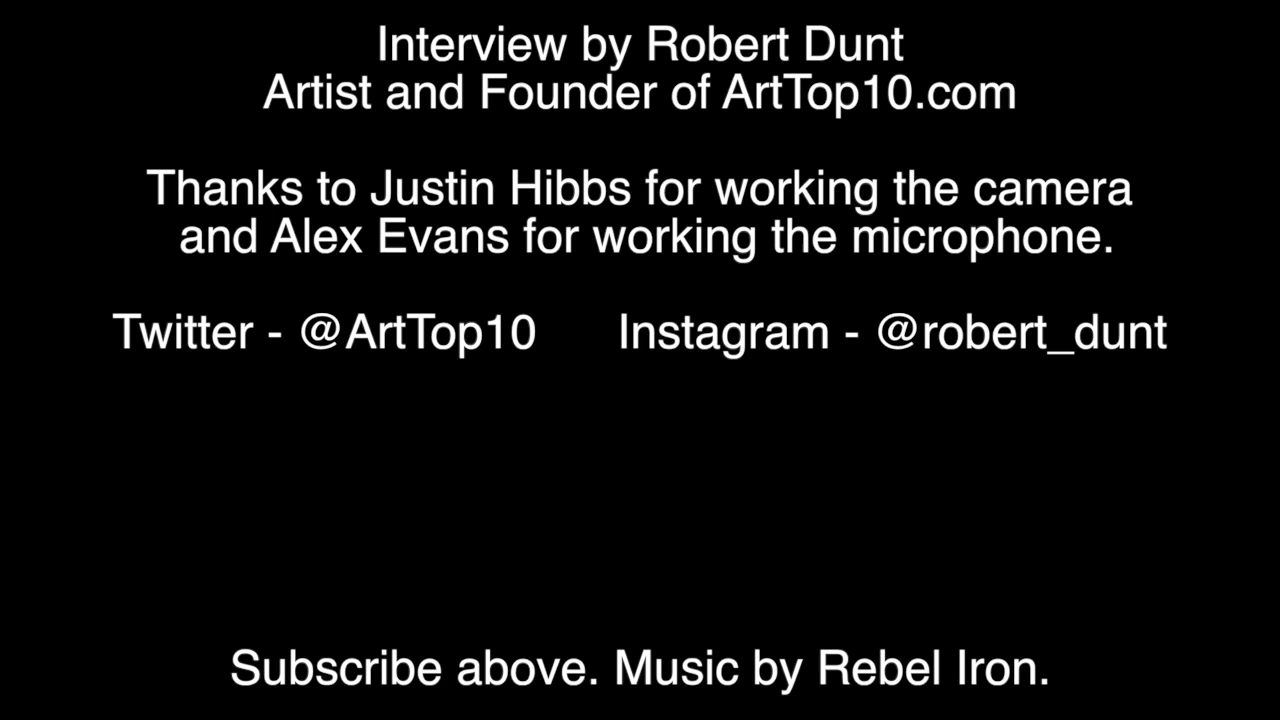 Interview by Robert Dunt
Artist and Founder of ArtTop10.com
Thanks to Justin Hibbs for working the camera
and Alex Evans for working the microphone.
Twitter - @ArtTop10 Instagram - @robert_dunt
Subscribe above. Music by Rebel Iron.